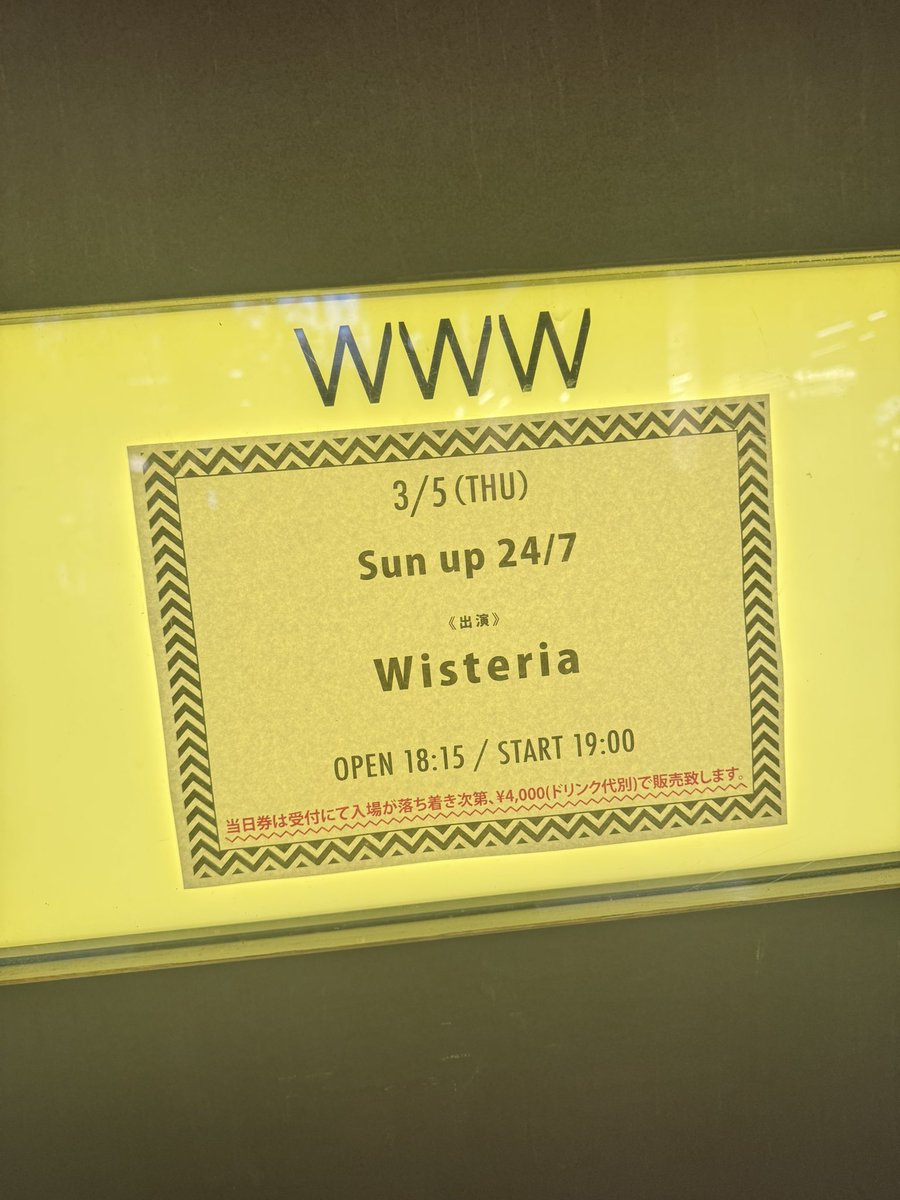 WWW
3/5(THU)
Sun up 24/7
《出演》
Wisteria
OPEN 18:15 / START 19:00
当日券は受付にて入場が落ち着き次第、¥4,000(ドリンク代別)で販売致します。